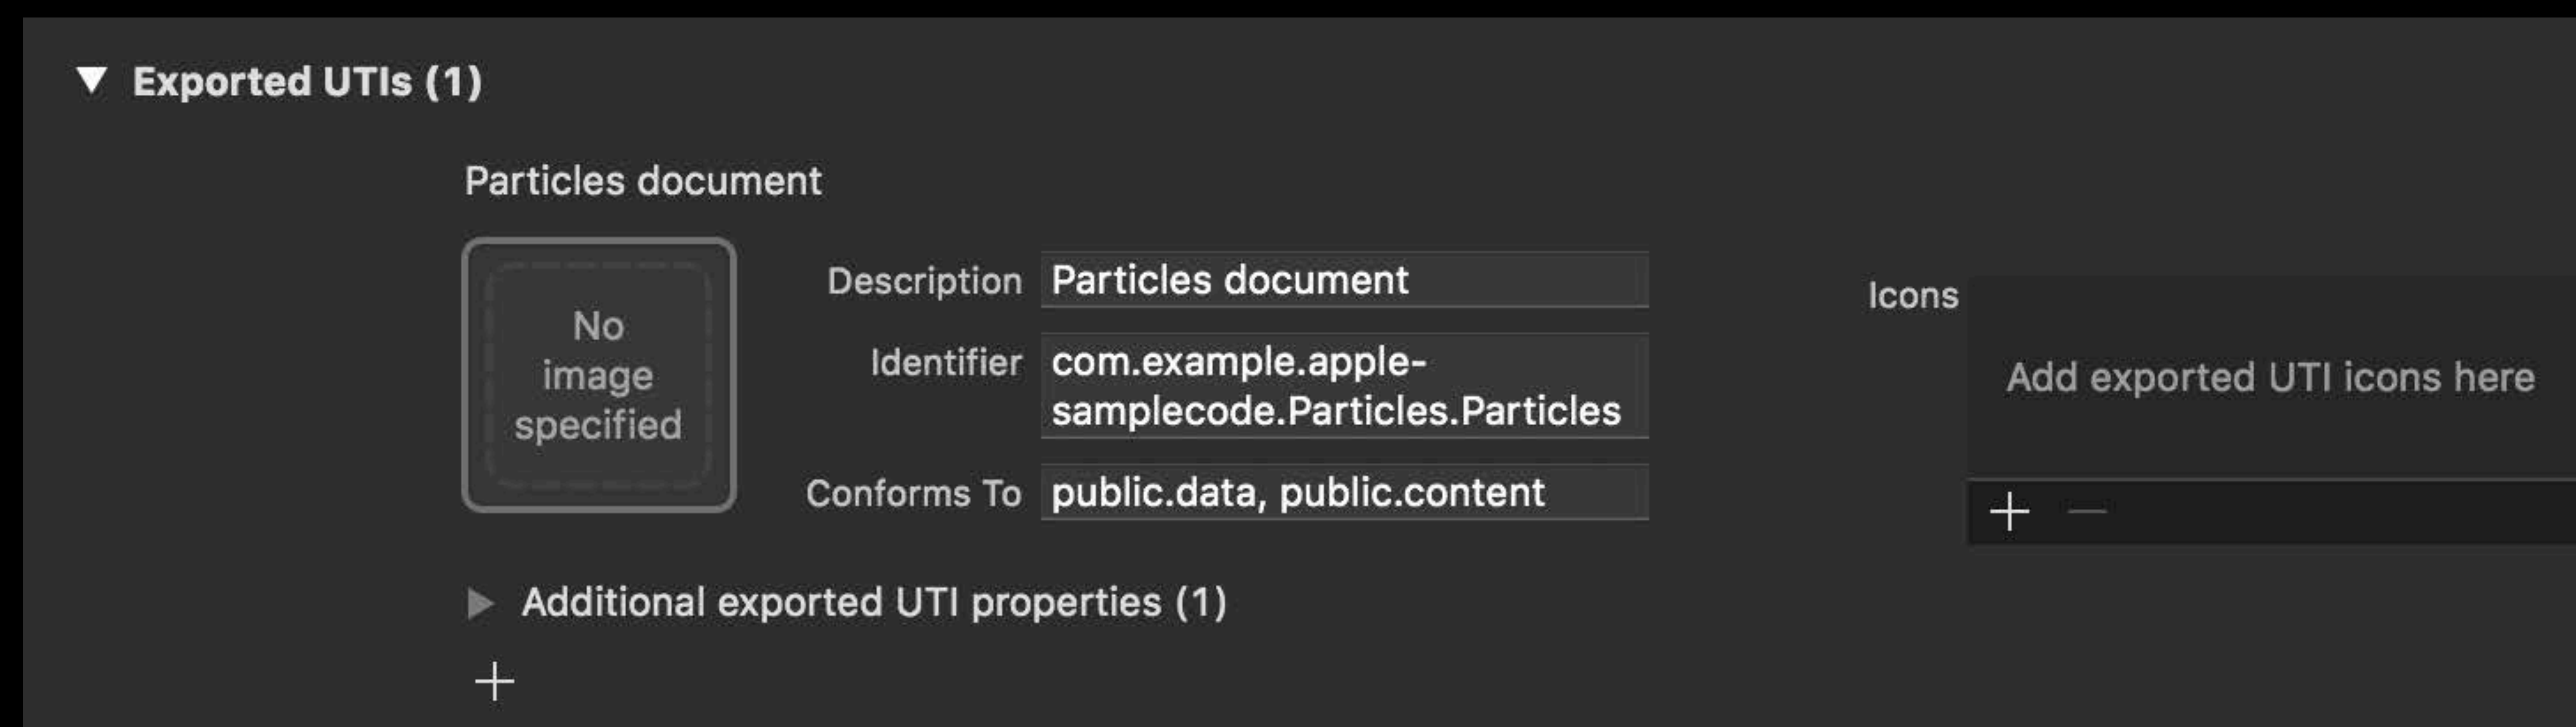 Exported UTIs (1)
Particles document
No
image
specified
Description Particles document
Identifier com.example.apple-
samplecode.Particles.Particles
Conforms To public.data, public.content
Icons
Add exported UTI icons here
Additional exported UTI properties (1)